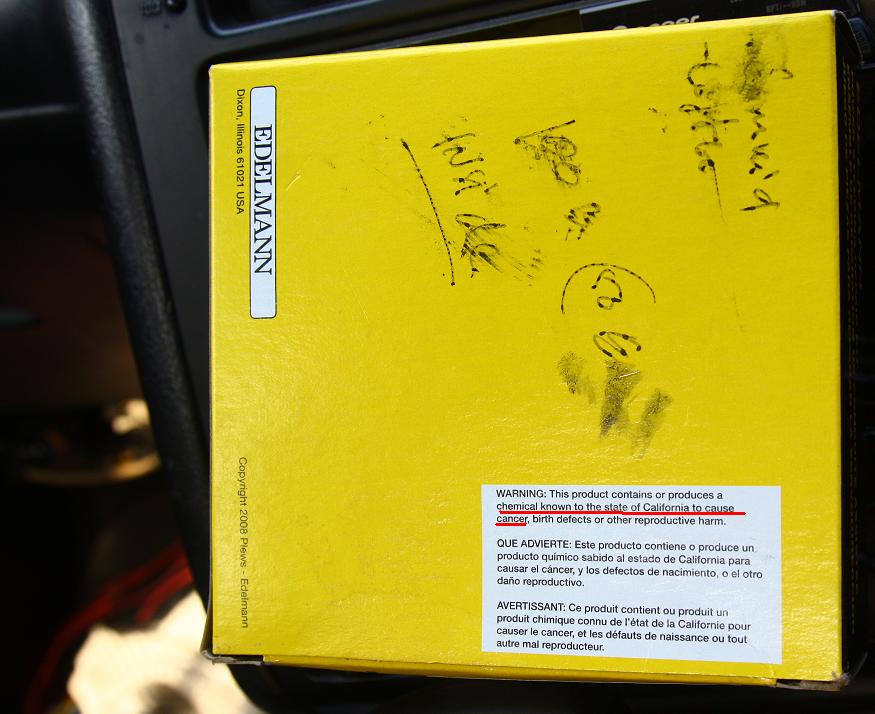 EDELMANN
Dixon, Illinois 61021 USA
Copyright 2008 Plews - Edelmann
WARNING: This product contains or produces a
chemical known to the state of California to cause
cancer, birth defects or other reproductive harm.
QUE ADVIERTE: Este producto contiene o produce un
producto químico sabido al estado de California para
causar el cáncer, y los defectos de nacimiento, o el otro
daño reproductivo.
AVERTISSANT: Ce produit contient ou produit un
produit chimique connu de l'état de la Californie pour
causer le cancer, et les défauts de naissance ou tout
autre mal reproducteur.